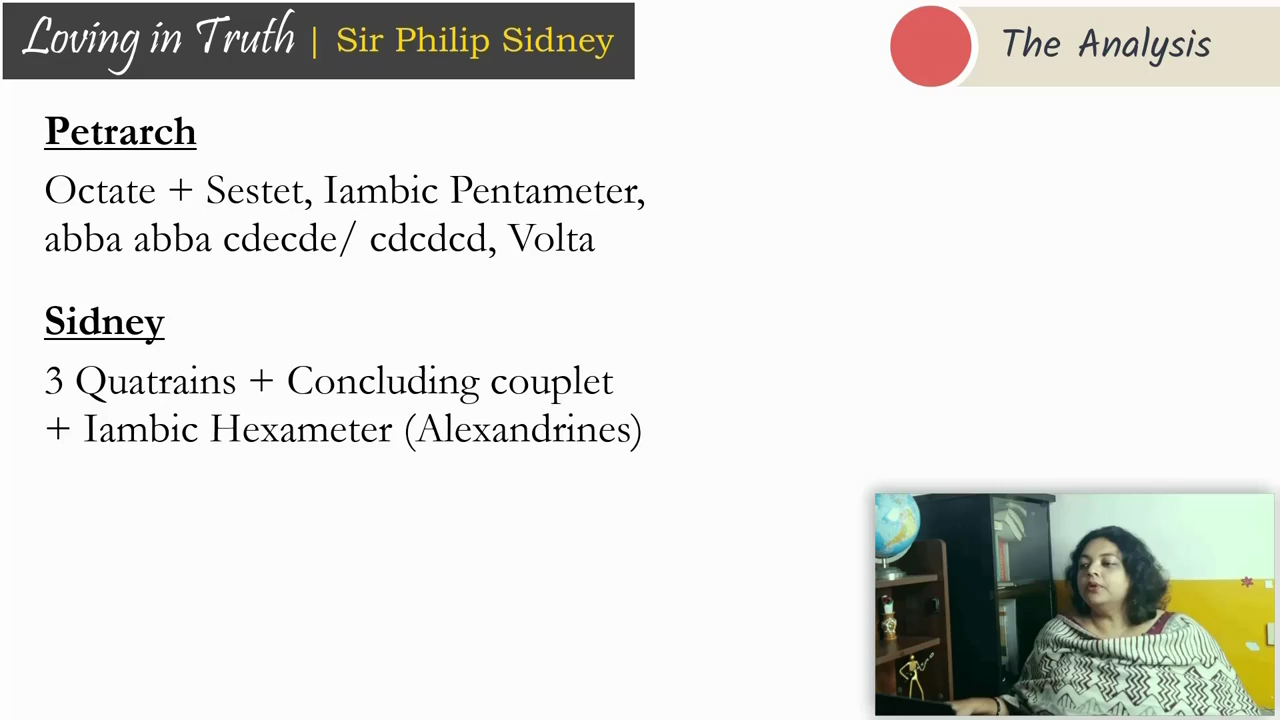 Loving in Truth | Sir Philip Sidney
The Analysis
Petrarch
Octate + Sestet, Iambic Pentameter,
abba abba cdecde/ cdcdcd, Volta
Sidney
3 Quatrains + Concluding couplet
+ Iambic Hexameter (Alexandrines)